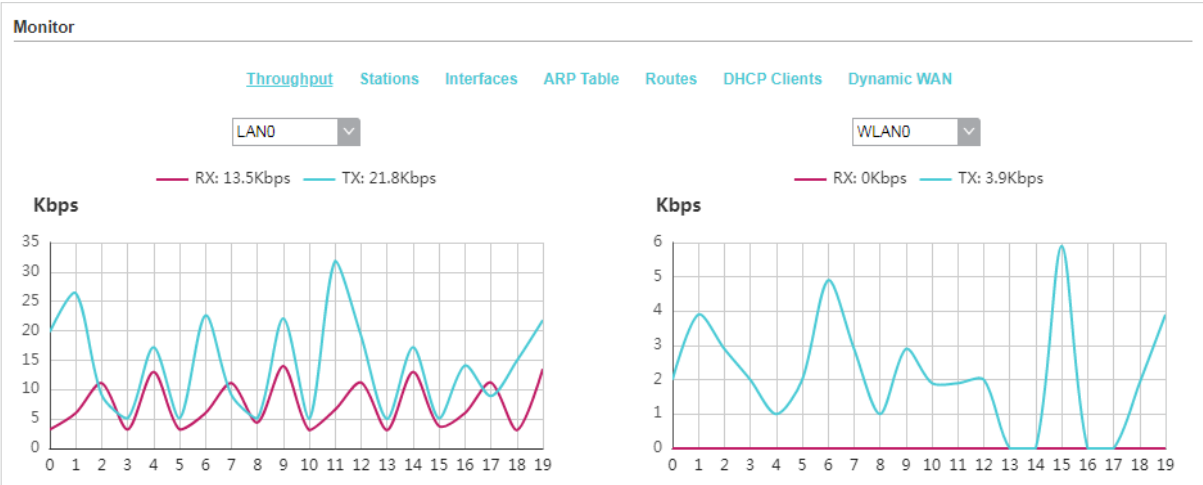 Monitor
Throughput Stations Interfaces ARP Table Routes DHCP Clients Dynamic WAN
LAN0
WLAN0
RX: 13.5Kbps TX: 21.8Kbps
RX: 0Kbps TX: 3.9Kbps
Kbps
35
30
25
20
15
10
5
0
0 1 2 3 4 5 6 7 8 9 10 11 12 13 14 15 16 17 18 19
Kbps
6
5
4
3
2
1
0
0 1 2 3 4 5 6 7 8 9 10 11 12 13 14 15 16 17 18 19